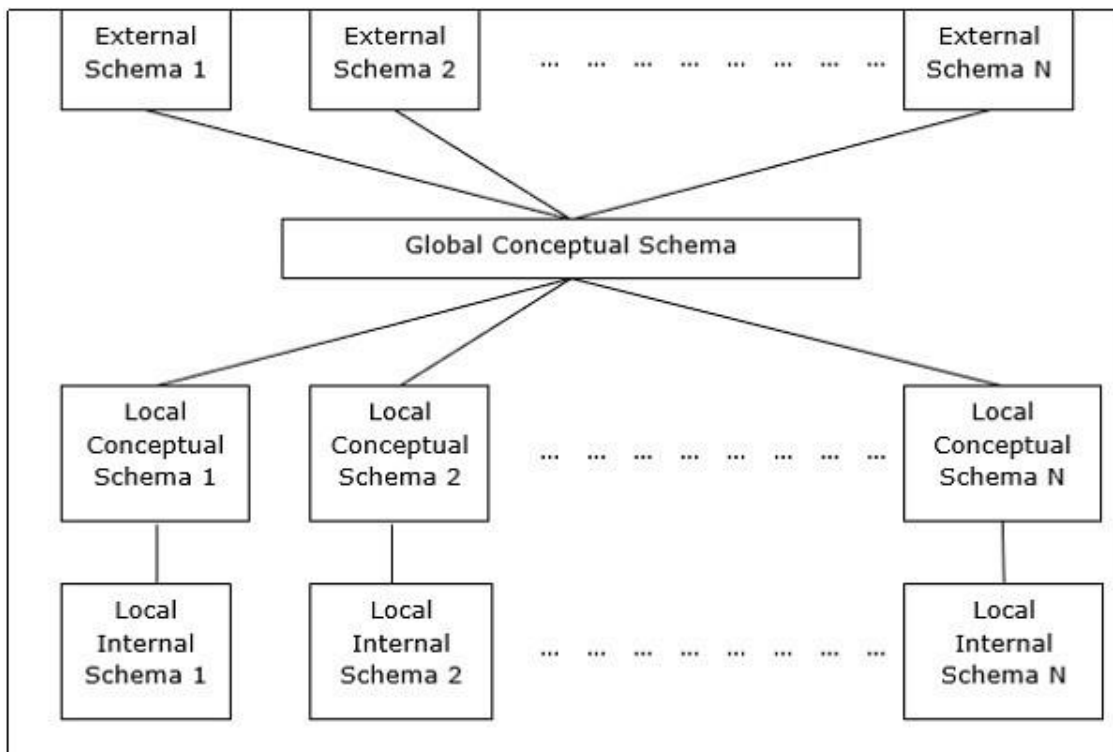 External
Schema 1
External
Schema 2
... ... ... ... ... ... ... ...
External
Schema N
Global Conceptual Schema
Local
Conceptual
Schema 1
Local
Conceptual
Schema 2
... ... ... ... ... ... ... ...
Local
Conceptual
Schema N
Local
Internal
Schema 1
Local
Internal
Schema 2
... ... ... ... ... ... ... ...
Local
Internal
Schema N